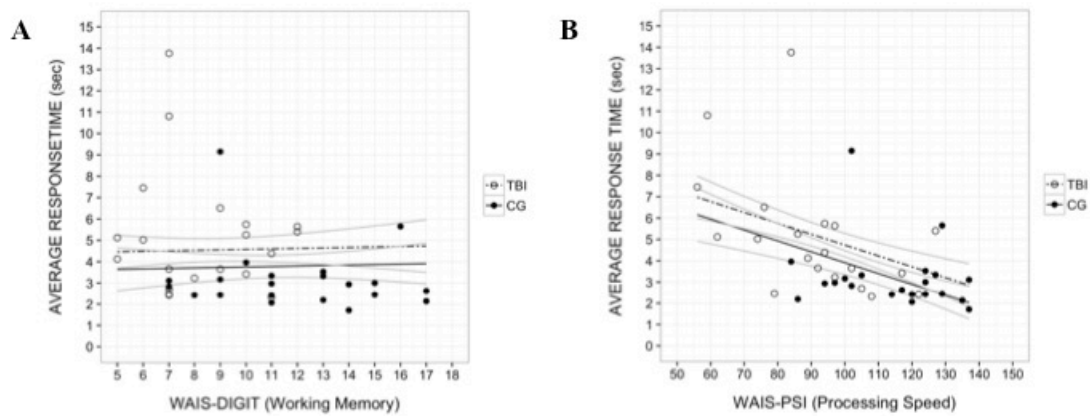 A
AVERAGE RESPONSETIME (sec)
15
14
13
12
11
10
9
8
7
6
5
4
3
2
1
0
5 6 7 8 9 10 11 12 13 14 15 16 17 18
WAIS-DIGIT (Working Memory)
TBI
CG
B
AVERAGE RESPONSE TIME (sec)
15
14
13
12
11
10
9
8
7
6
5
4
3
2
1
0
50 60 70 80 90 100 110 120 130 140 150
WAIS-PSI (Processing Speed)
TBI
CG